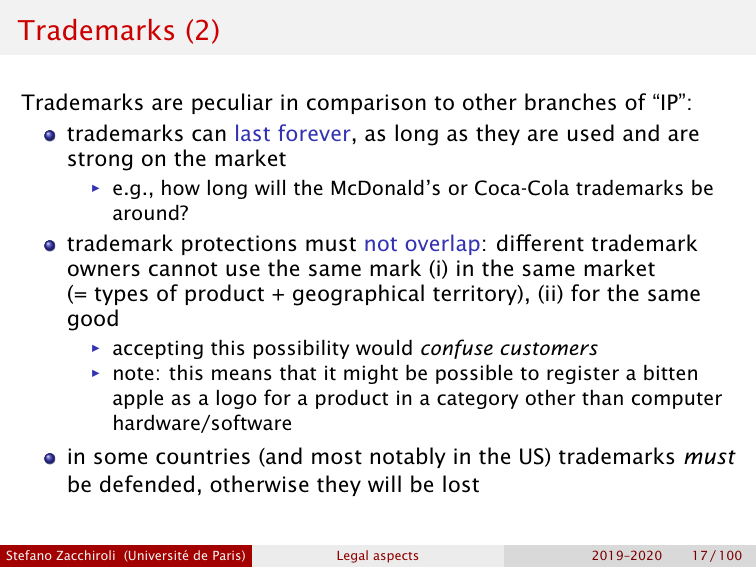 Trademarks (2)
Trademarks are peculiar in comparison to other branches of “IP”:
trademarks can last forever, as long as they are used and are
strong on the market
e.g., how long will the McDonald’s or Coca-Cola trademarks be
around?
trademark protections must not overlap: different trademark
owners cannot use the same mark (i) in the same market
(= types of product + geographical territory), (ii) for the same
good
accepting this possibility would confuse customers
note: this means that it might be possible to register a bitten
apple as a logo for a product in a category other than computer
hardware/software
in some countries (and most notably in the US) trademarks must
be defended, otherwise they will be lost
Stefano Zacchiroli (Université de Paris) Legal aspects 2019–2020 17 / 100